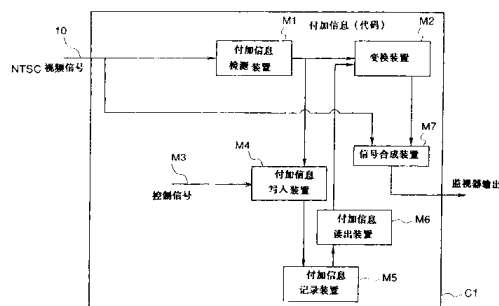 10
NTSC 视频信号
M1
付加信息(代码)
M2
付加信息
检测装置
变换装置
M7
信号合成装置
M3
M4
控制信号
付加信息
写入装置
监视器输出
付加信息
读出装置
M6
付加信息
记录装置
M5
C1